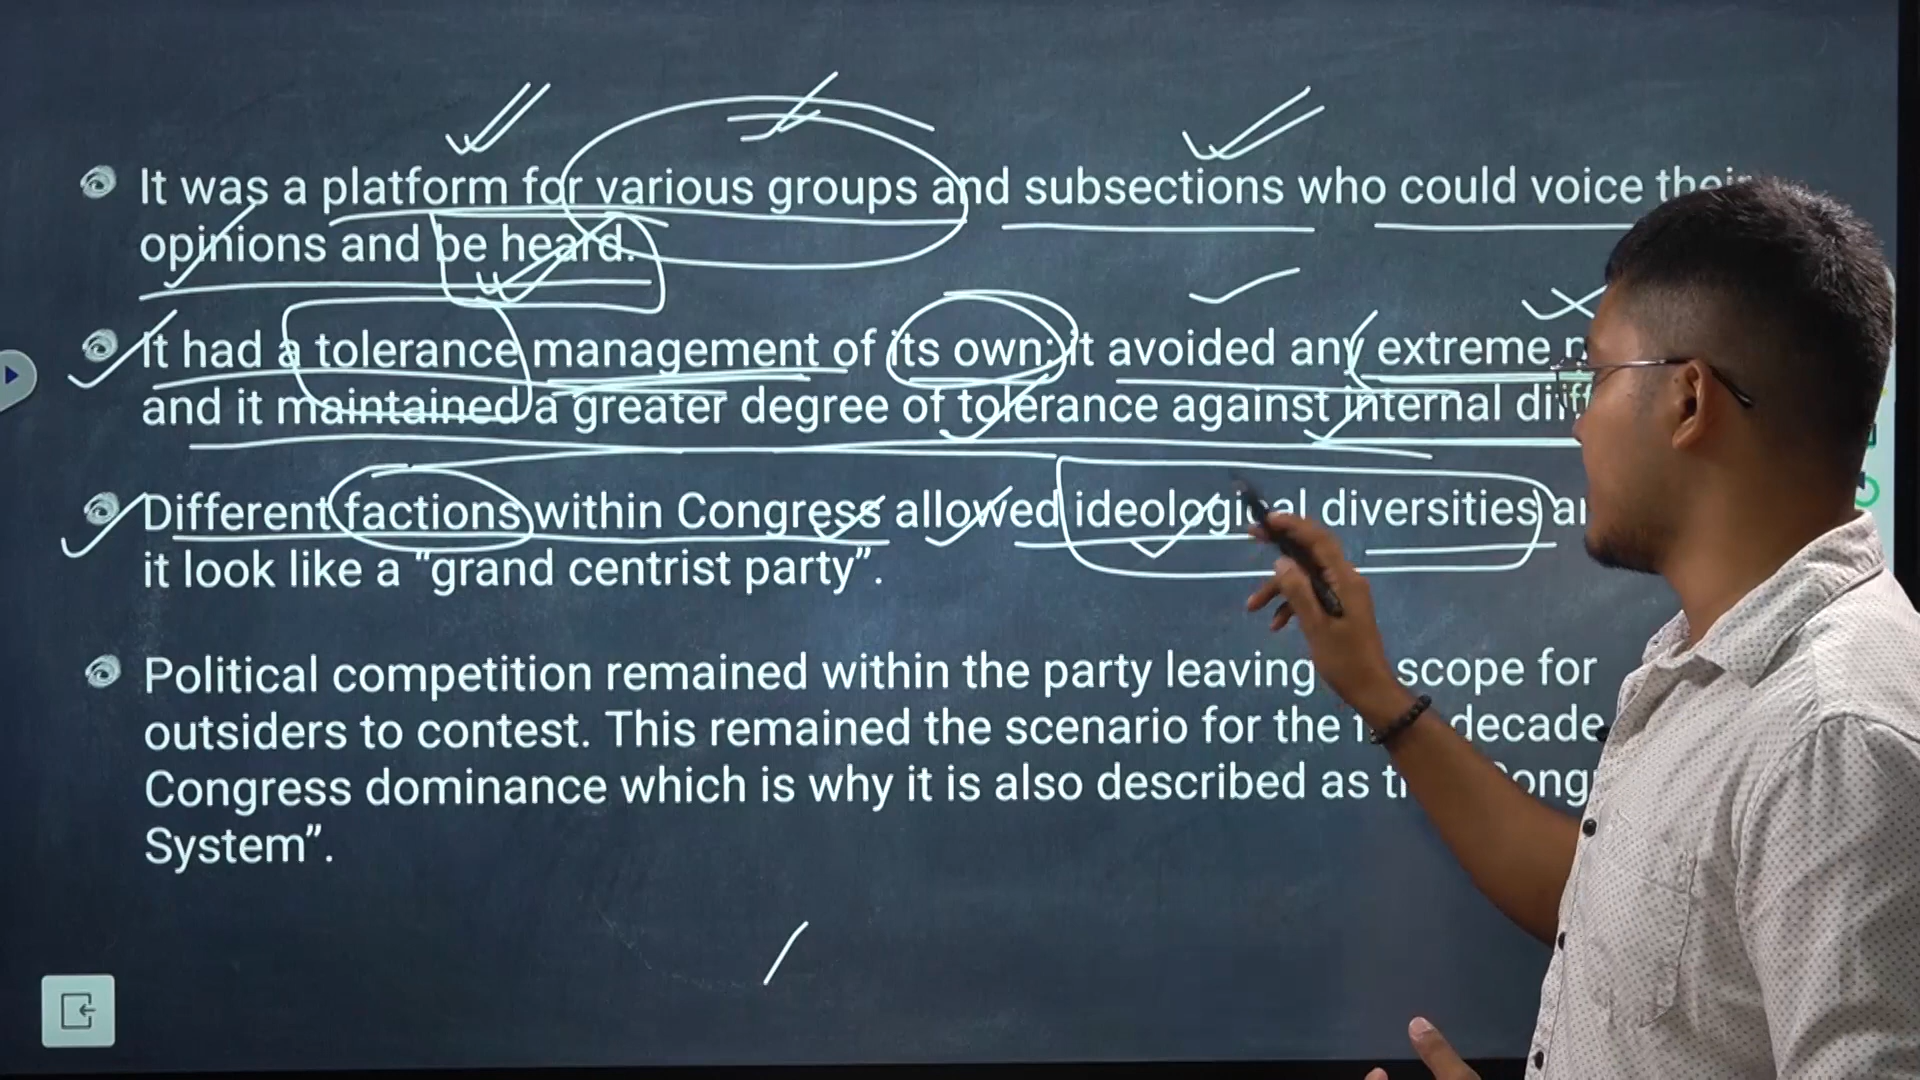 It was a platform for various groups and subsections who could voice their
opinions and be heard.
It had a tolerance management of its own; it avoided any extreme
and it maintained a greater degree of tolerance against internal
Different factions within Congress allowed ideological diversities
it look like a “grand centrist party”.
Political competition remained within the party leaving scope for
outsiders to contest. This remained the scenario for the decade
Congress dominance which is why it is also described as
System”.